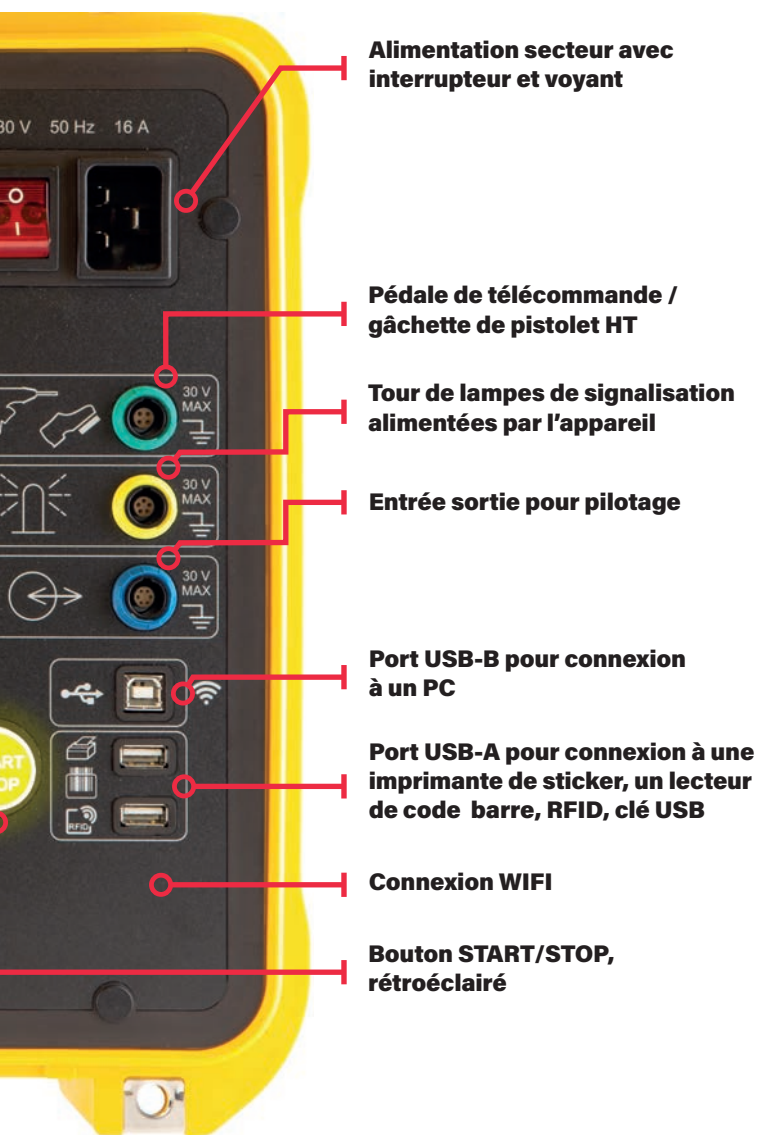 Alimentation secteur avec
interrupteur et voyant
50 Hz 16 A
O
I
Pédale de télécommande /
gâchette de pistolet HT
30 V
MAX
Tour de lampes de signalisation
alimentées par l'appareil
30 V
MAX
Entrée sortie pour pilotage
30 V
MAX
Port USB-B pour connexion
à un PC
Port USB-A pour connexion à une
imprimante de sticker, un lecteur
de code  barre, RFID, clé USB
RFID
Connexion WIFI
Bouton START/STOP,
rétroéclairé